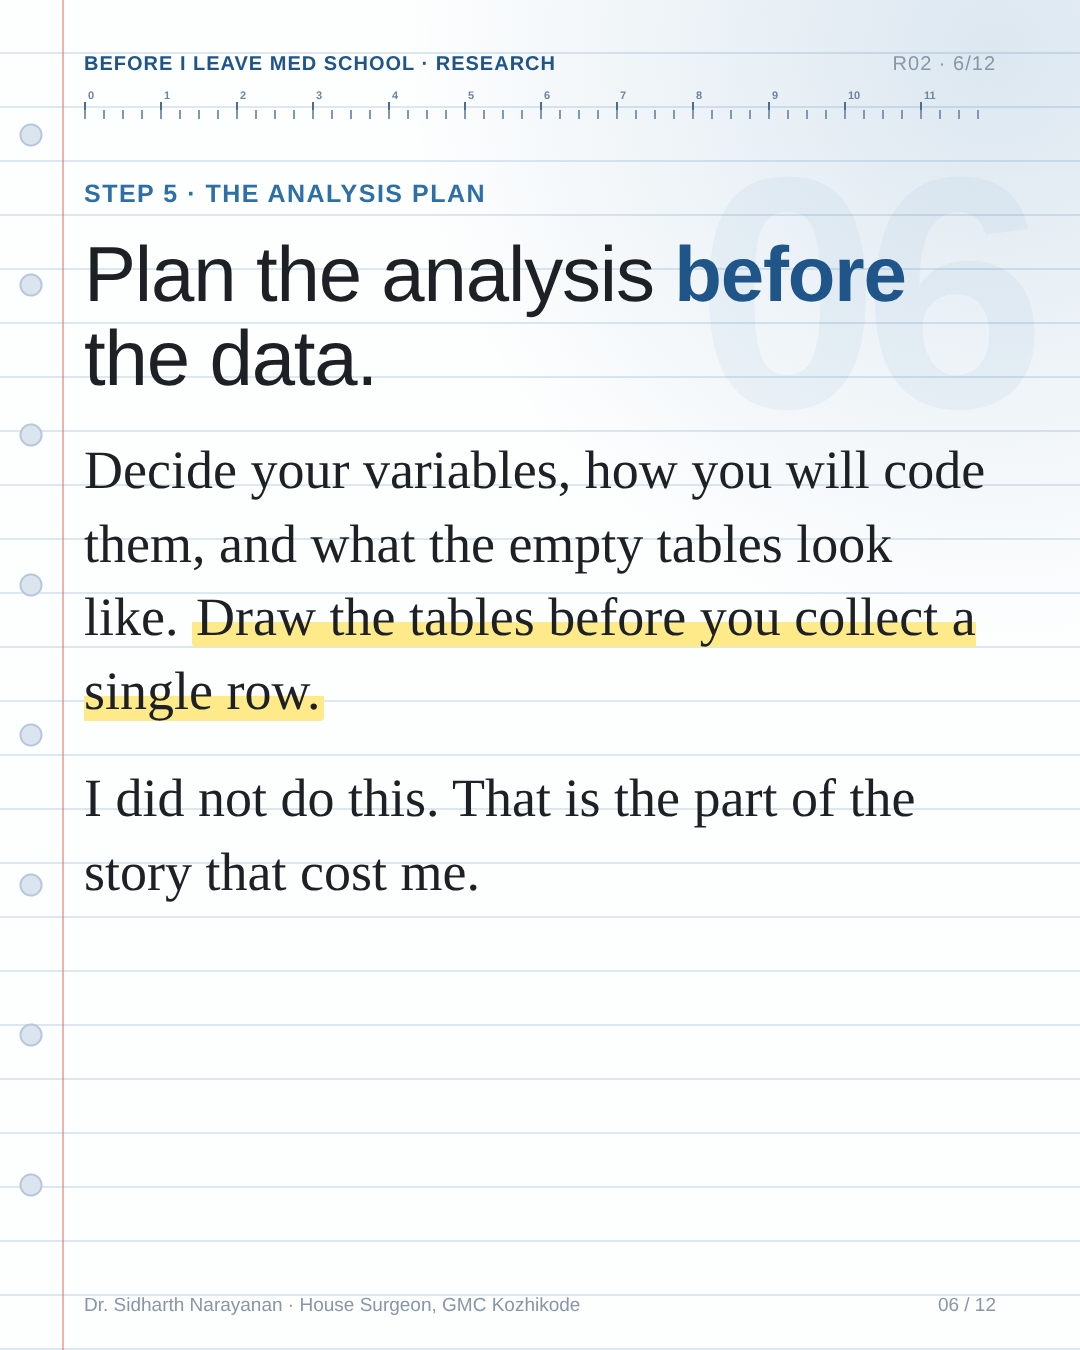 BEFORE I LEAVE MED SCHOOL · RESEARCH
R02 · 6/12
0 1 2 3 4 5 6 7 8 9 10 11
STEP 5 · THE ANALYSIS PLAN
06
Plan the analysis before
the data.
Decide your variables, how you will code
them, and what the empty tables look
like. Draw the tables before you collect a
single row.
I did not do this. That is the part of the
story that cost me.
Dr. Sidharth Narayanan · House Surgeon, GMC Kozhikode
06 / 12